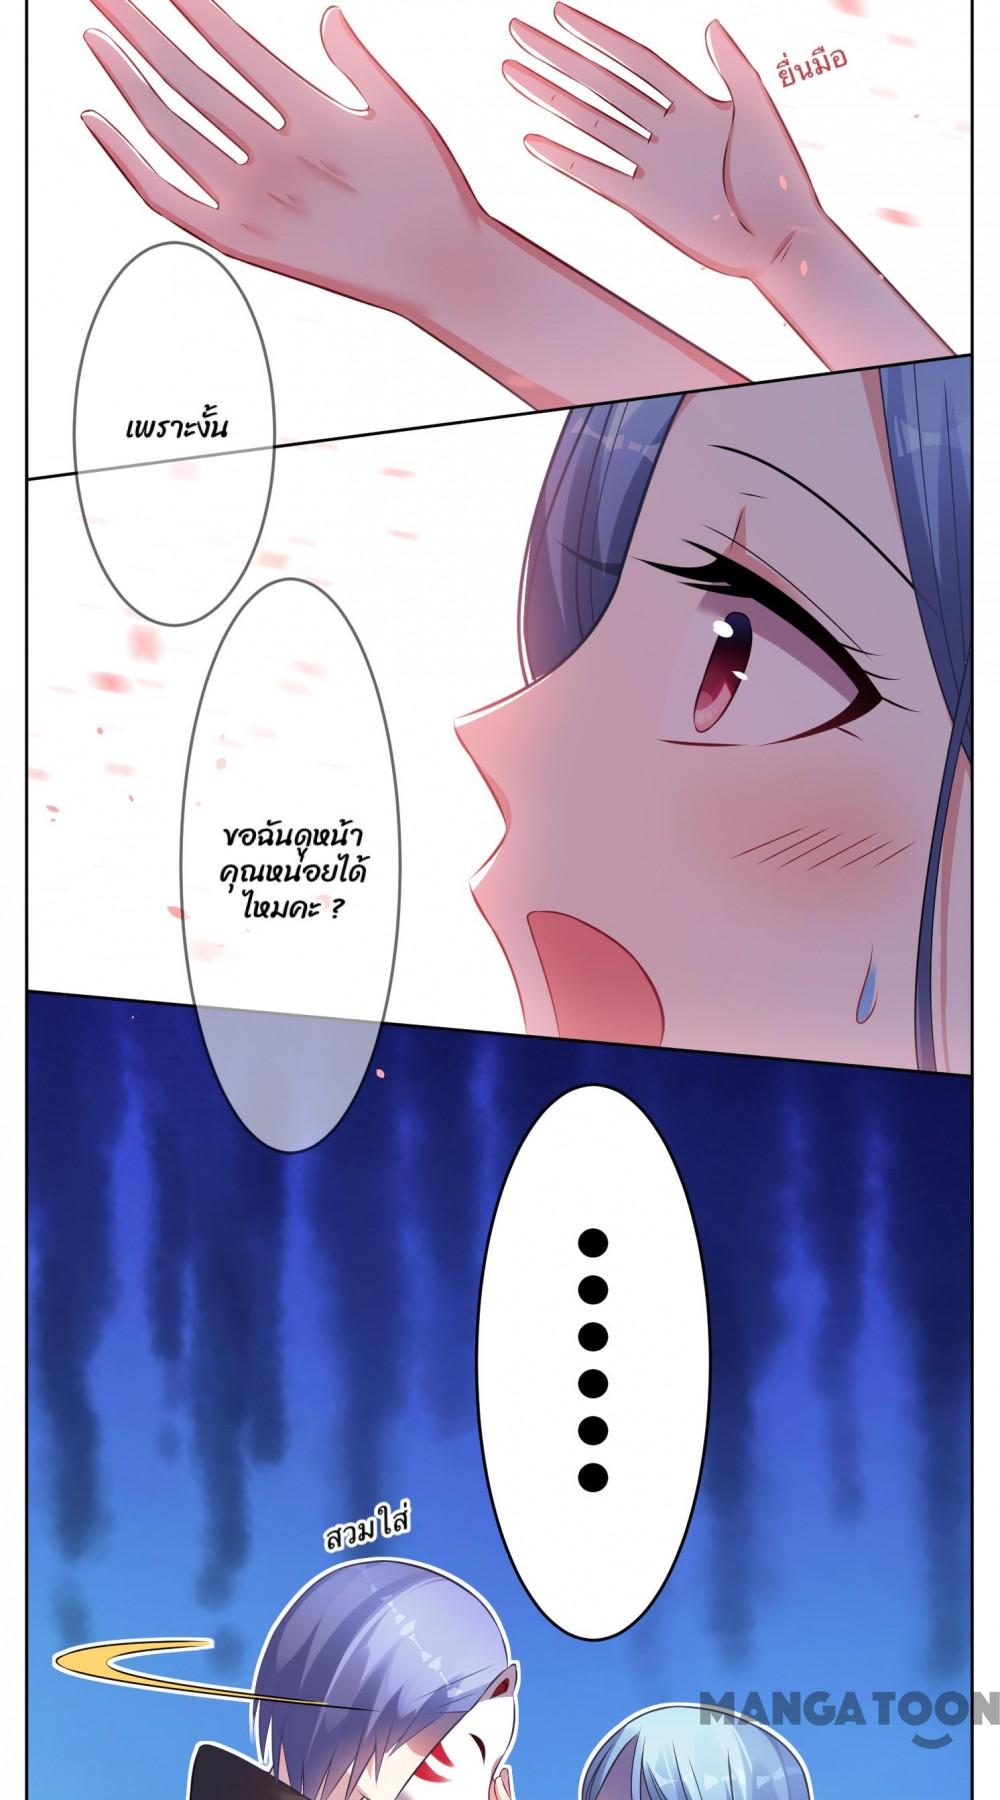 ยื่นมือ
เพราะงั้น
ขอฉันดูหน้า
คุณหน่อยได้
ไหมคะ ?
สวมใส่
MANGATOON